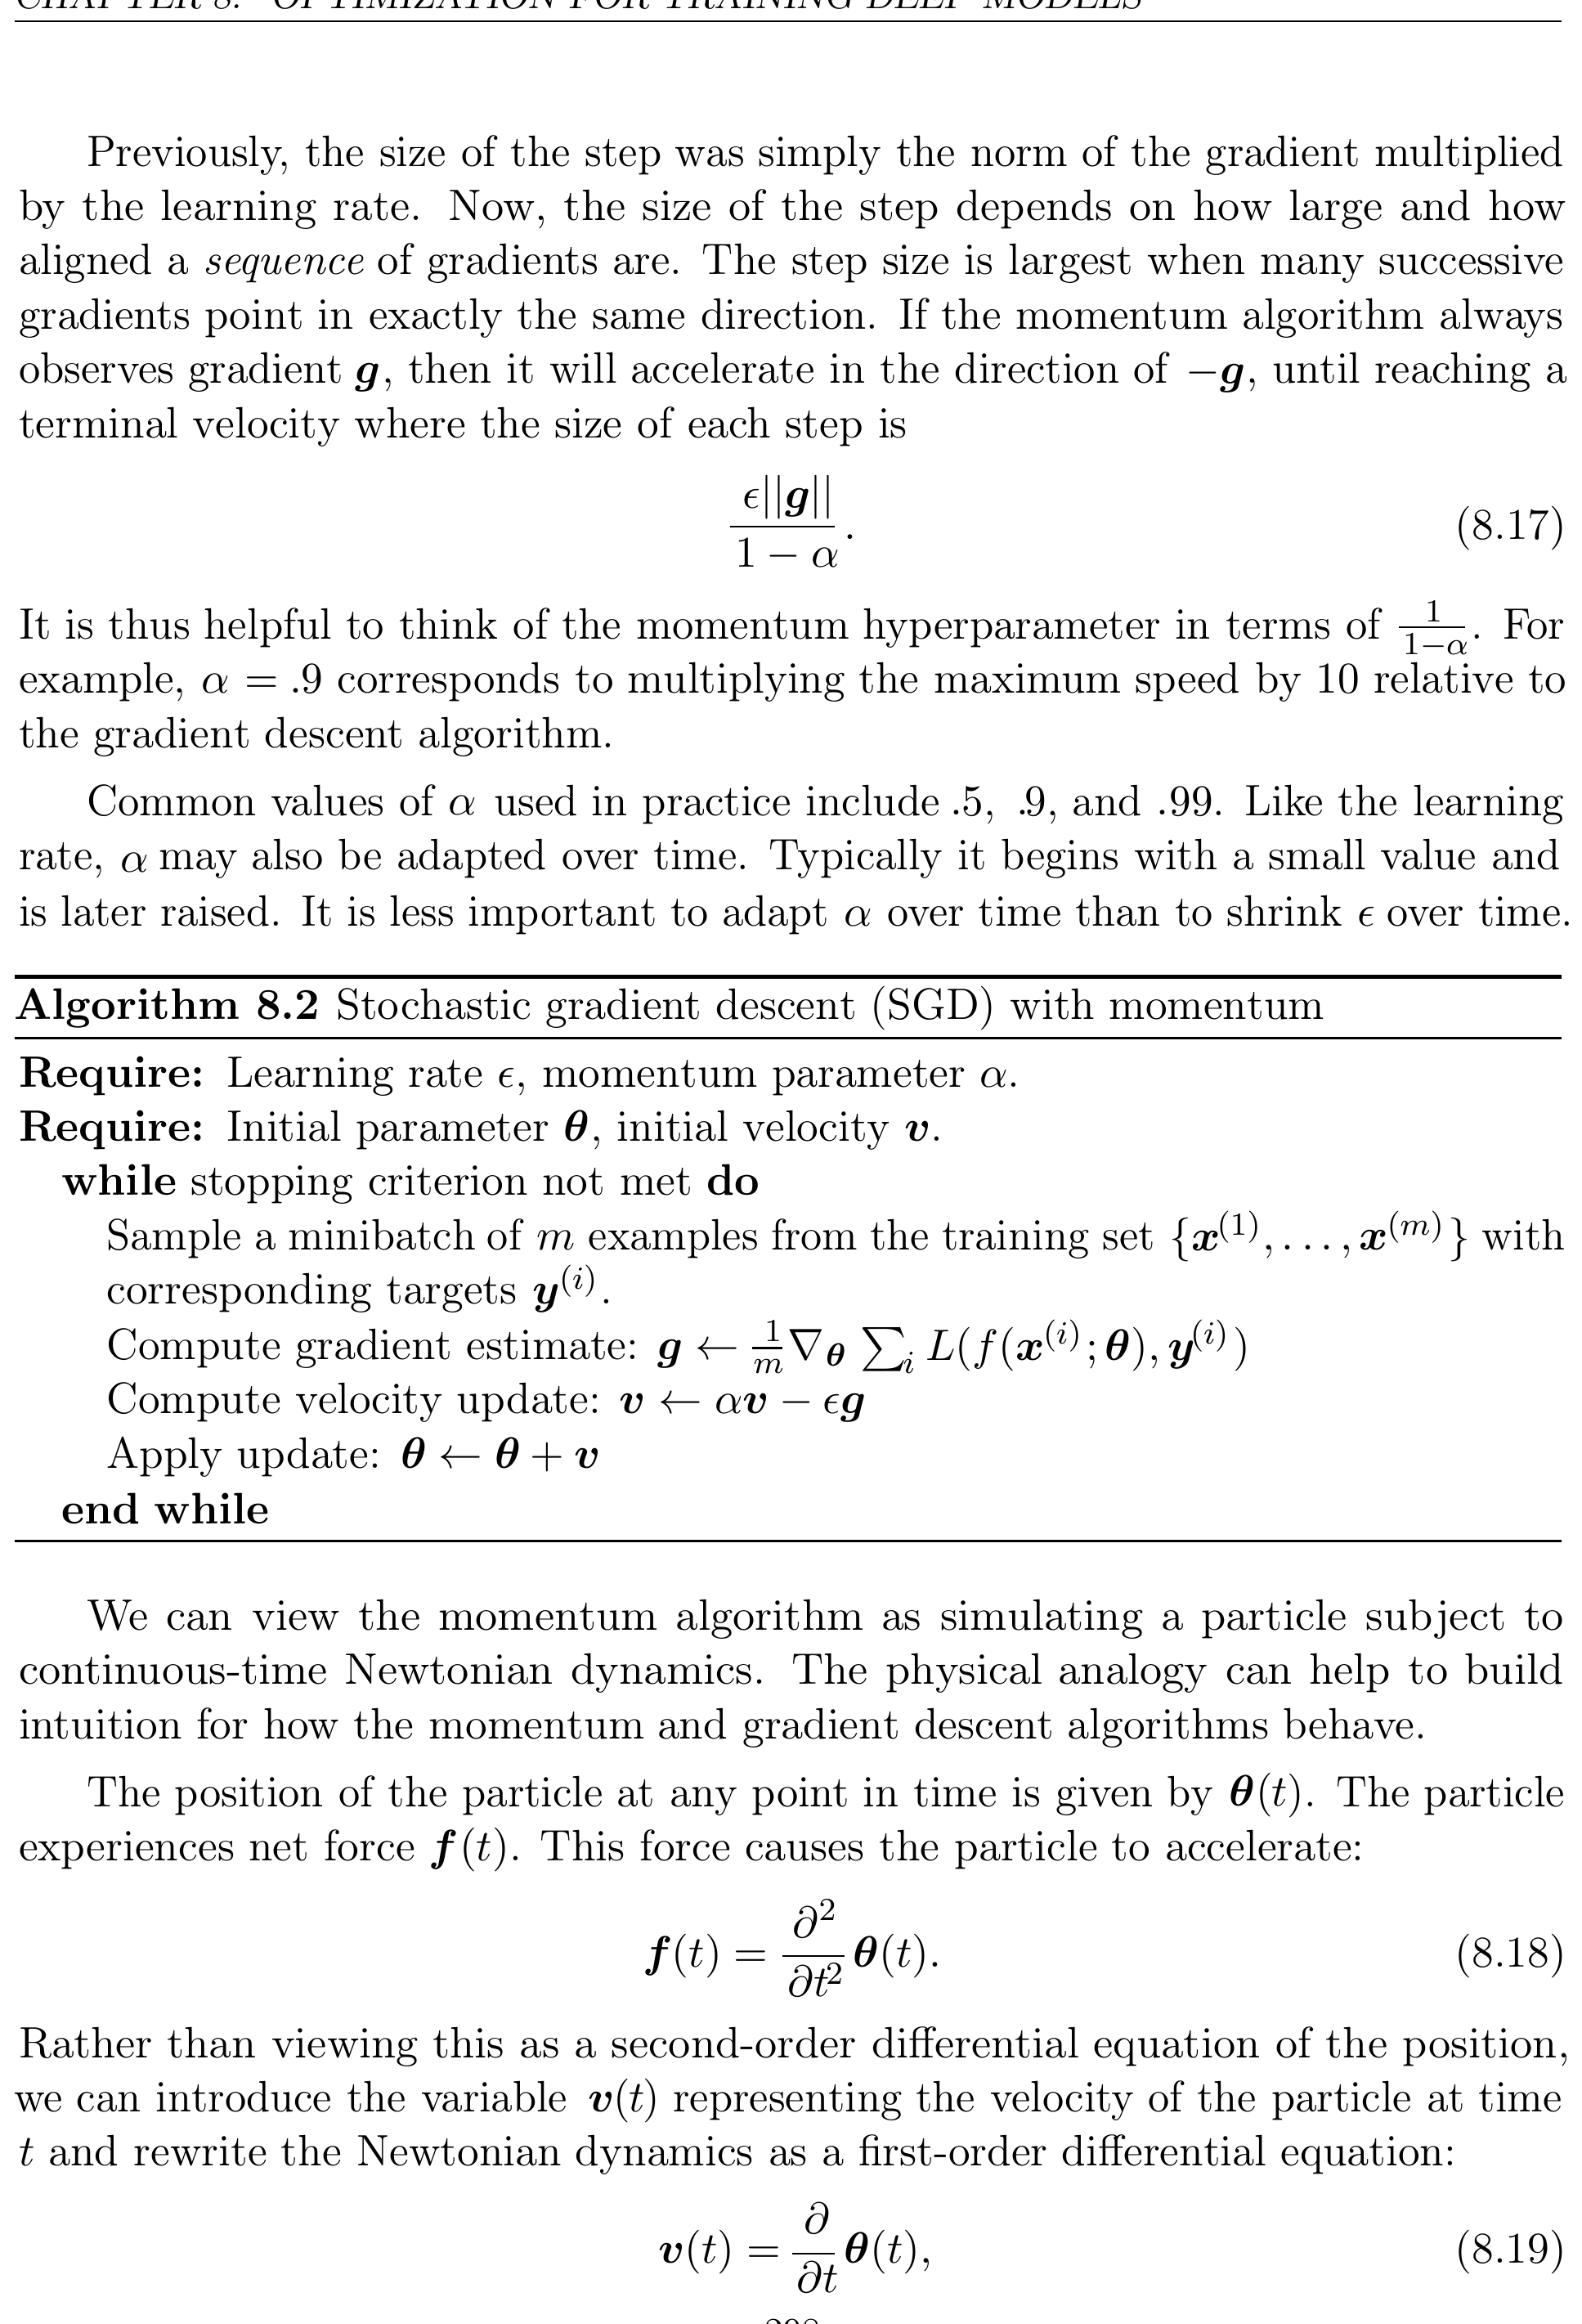 CHAPTER 8. OPTIMIZATION FOR TRAINING DEEP MODELS
Previously, the size of the step was simply the norm of the gradient multiplied
by the learning rate. Now, the size of the step depends on how large and how
aligned a sequence of gradients are. The step size is largest when many successive
gradients point in exactly the same direction. If the momentum algorithm always
observes gradient g, then it will accelerate in the direction of −g, until reaching a
terminal velocity where the size of each step is
ϵ||g|| / (1 − α). (8.17)
It is thus helpful to think of the momentum hyperparameter in terms of 1/(1−α). For
example, α = .9 corresponds to multiplying the maximum speed by 10 relative to
the gradient descent algorithm.
Common values of α used in practice include .5, .9, and .99. Like the learning
rate, α may also be adapted over time. Typically it begins with a small value and
is later raised. It is less important to adapt α over time than to shrink ϵ over time.
Algorithm 8.2 Stochastic gradient descent (SGD) with momentum
Require: Learning rate ϵ, momentum parameter α.
Require: Initial parameter θ, initial velocity v.
while stopping criterion not met do
Sample a minibatch of m examples from the training set {x⁽¹⁾, . . . , x⁽ᵐ⁾} with
corresponding targets y⁽ⁱ⁾.
Compute gradient estimate: g ← 1/m ∇_θ ∑_i L(f(x⁽ⁱ⁾; θ), y⁽ⁱ⁾)
Compute velocity update: v ← αv − ϵg
Apply update: θ ← θ + v
end while
We can view the momentum algorithm as simulating a particle subject to
continuous-time Newtonian dynamics. The physical analogy can help to build
intuition for how the momentum and gradient descent algorithms behave.
The position of the particle at any point in time is given by θ(t). The particle
experiences net force f(t). This force causes the particle to accelerate:
f(t) = ∂²/∂t² θ(t). (8.18)
Rather than viewing this as a second-order differential equation of the position,
we can introduce the variable v(t) representing the velocity of the particle at time
t and rewrite the Newtonian dynamics as a first-order differential equation:
v(t) = ∂/∂t θ(t), (8.19)